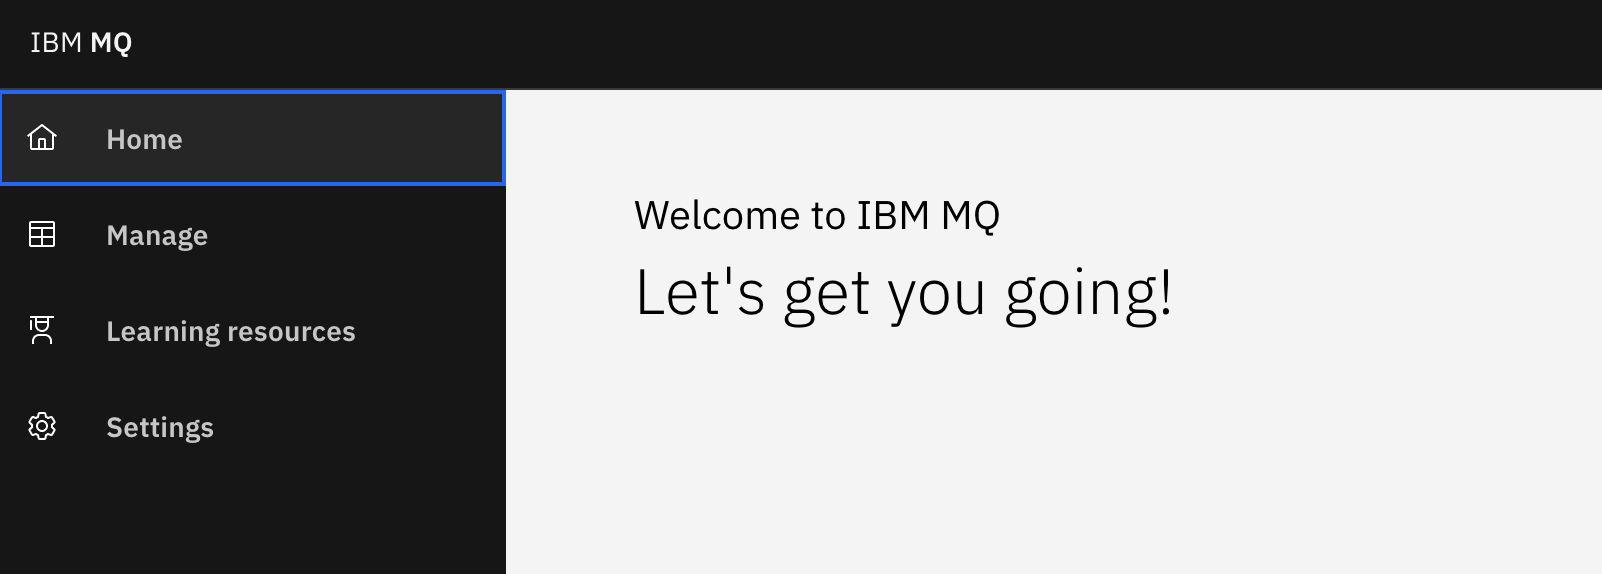 IBM MQ
Home
Manage
Learning resources
Settings
Welcome to IBM MQ
Let's get you going!